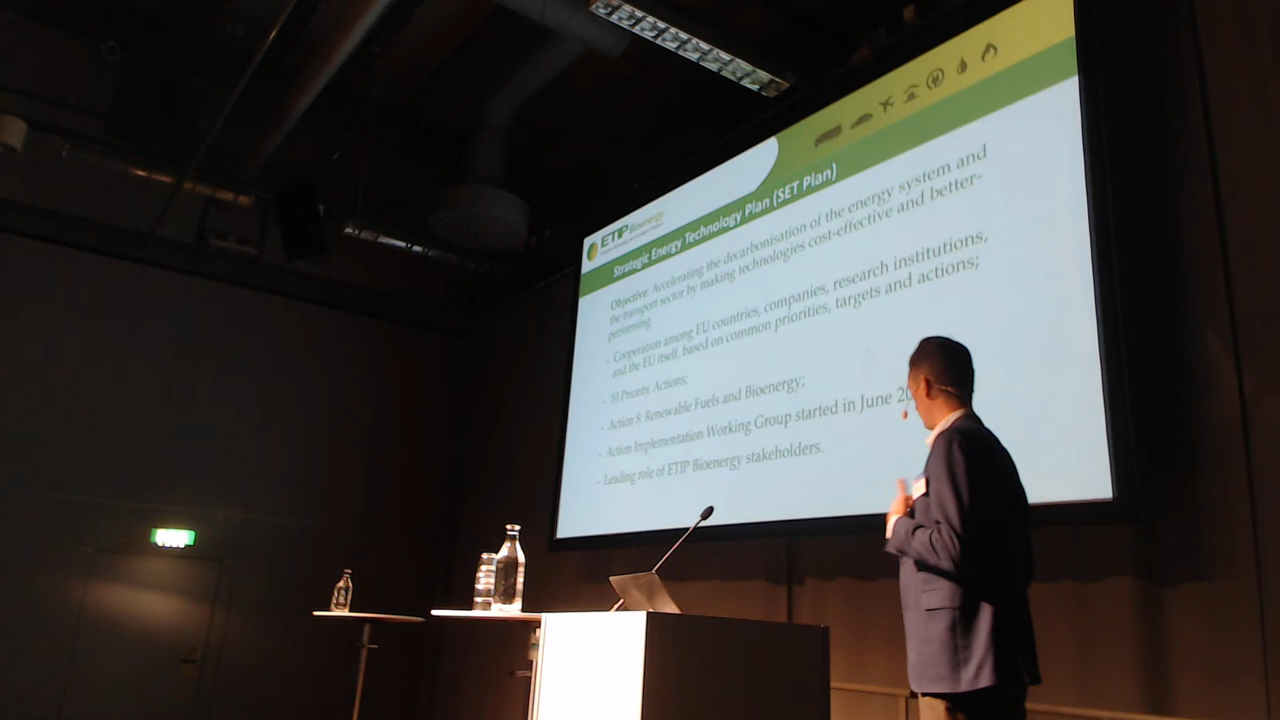 ETIP Bioenergy
Strategic Energy Technology Plan (SET Plan)
Objective: Accelerating the decarbonisation of the energy system and
the transport sector by making technologies cost-effective and better-
performing.
- Cooperation among EU countries, companies, research institutions,
and the EU itself, based on common priorities, targets and actions;
- 10 Priority Actions;
- Action 8: Renewable Fuels and Bioenergy;
- Action Implementation Working Group started in June 20
- Leading role of ETIP Bioenergy stakeholders.